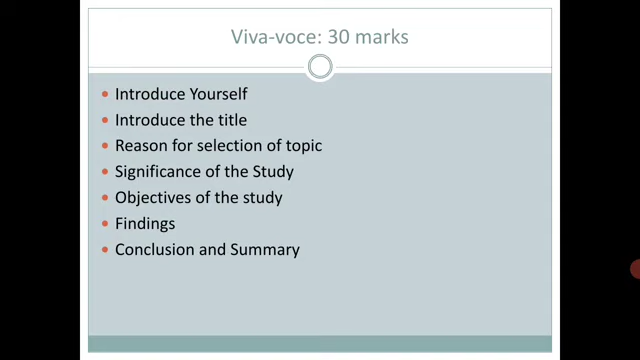 Viva-voce: 30 marks
Introduce Yourself
Introduce the title
Reason for selection of topic
Significance of the Study
Objectives of the study
Findings
Conclusion and Summary